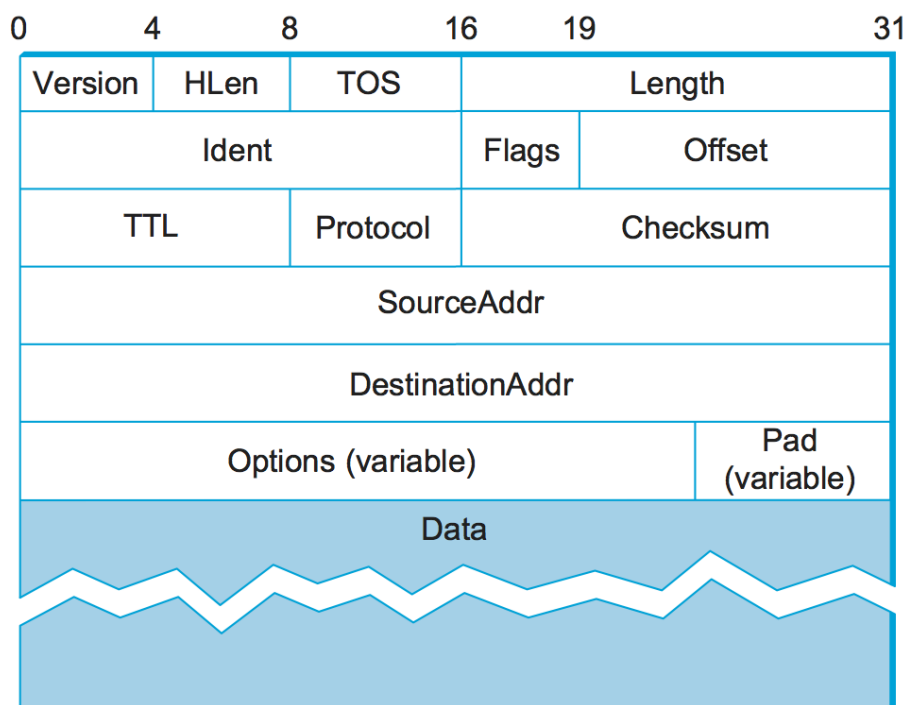 0 4 8 16 19 31
Version HLen TOS Length
Ident Flags Offset
TTL Protocol Checksum
SourceAddr
DestinationAddr
Options (variable) Pad
(variable)
Data